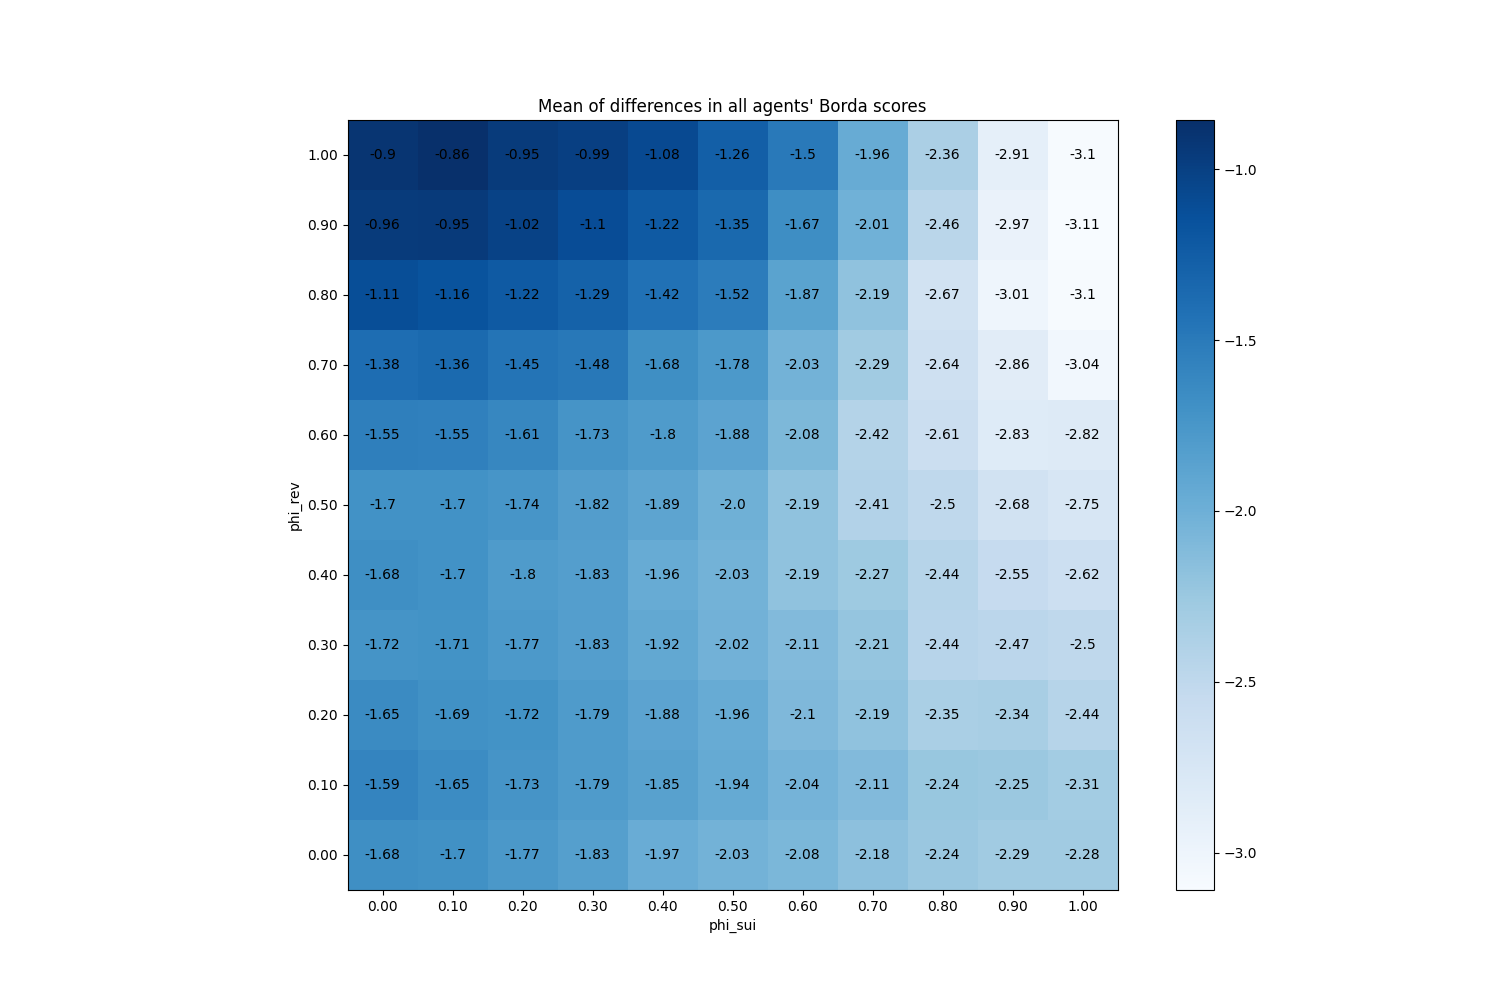 Mean of differences in all agents' Borda scores
1.00 -0.9 -0.86 -0.95 -0.99 -1.08 -1.26 -1.5 -1.96 -2.36 -2.91 -3.1
0.90 -0.96 -0.95 -1.02 -1.1 -1.22 -1.35 -1.67 -2.01 -2.46 -2.97 -3.11
0.80 -1.11 -1.16 -1.22 -1.29 -1.42 -1.52 -1.87 -2.19 -2.67 -3.01 -3.1
0.70 -1.38 -1.36 -1.45 -1.48 -1.68 -1.78 -2.03 -2.29 -2.64 -2.86 -3.04
0.60 -1.55 -1.55 -1.61 -1.73 -1.8 -1.88 -2.08 -2.42 -2.61 -2.83 -2.82
0.50 -1.7 -1.7 -1.74 -1.82 -1.89 -2.0 -2.19 -2.41 -2.5 -2.68 -2.75
0.40 -1.68 -1.7 -1.8 -1.83 -1.96 -2.03 -2.19 -2.27 -2.44 -2.55 -2.62
0.30 -1.72 -1.71 -1.77 -1.83 -1.92 -2.02 -2.11 -2.21 -2.44 -2.47 -2.5
0.20 -1.65 -1.69 -1.72 -1.79 -1.88 -1.96 -2.1 -2.19 -2.35 -2.34 -2.44
0.10 -1.59 -1.65 -1.73 -1.79 -1.85 -1.94 -2.04 -2.11 -2.24 -2.25 -2.31
0.00 -1.68 -1.7 -1.77 -1.83 -1.97 -2.03 -2.08 -2.18 -2.24 -2.29 -2.28
0.00 0.10 0.20 0.30 0.40 0.50 0.60 0.70 0.80 0.90 1.00
phi_sui
phi_rev
−1.0
−1.5
−2.0
−2.5
−3.0